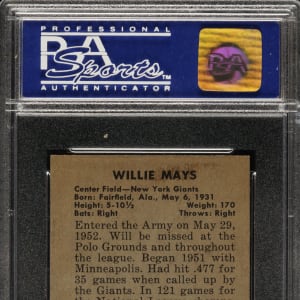 PROFESSIONAL
PSA
Sports
TM
AUTHENTICATOR
PSA
WILLIE MAYS
Center Field—New York Giants
Born: Fairfield, Ala., May 6, 1931
Height: 5-10½ Weight: 170
Bats: Right Throws: Right
Entered the Army on May 29,
1952. Will be missed at the
Polo Grounds and throughout
the league. Began 1951 with
Minneapolis. Had hit .477 for
35 games when called up by
the Giants. In 121 games for